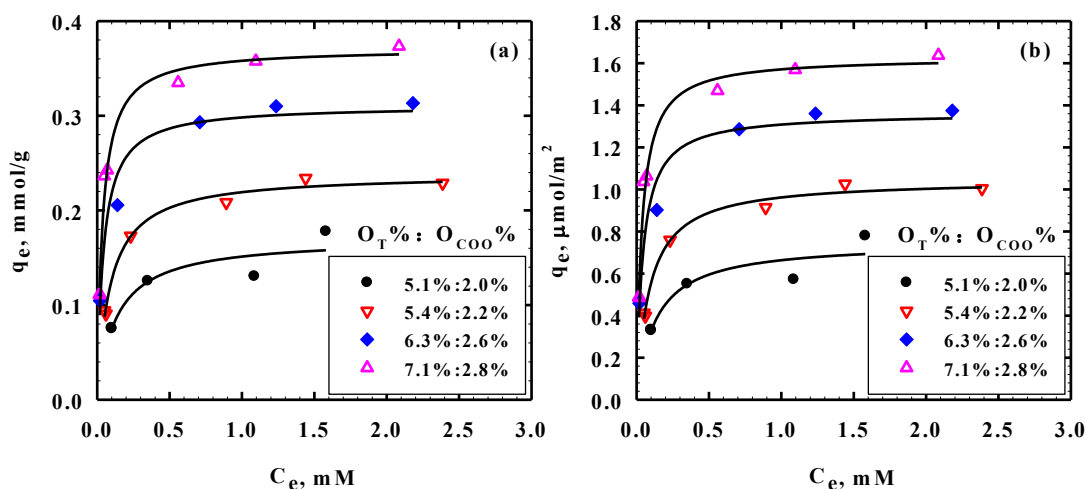 (a)
q_e, mmol/g
0.4
0.3
0.2
0.1
0.0
O_T% : O_COO%
5.1%:2.0%
5.4%:2.2%
6.3%:2.6%
7.1%:2.8%
0.0 0.5 1.0 1.5 2.0 2.5 3.0
C_e, mM
(b)
q_e, μmol/m²
1.8
1.6
1.4
1.2
1.0
0.8
0.6
0.4
0.2
0.0
O_T% : O_COO%
5.1%:2.0%
5.4%:2.2%
6.3%:2.6%
7.1%:2.8%
0.0 0.5 1.0 1.5 2.0 2.5 3.0
C_e, mM